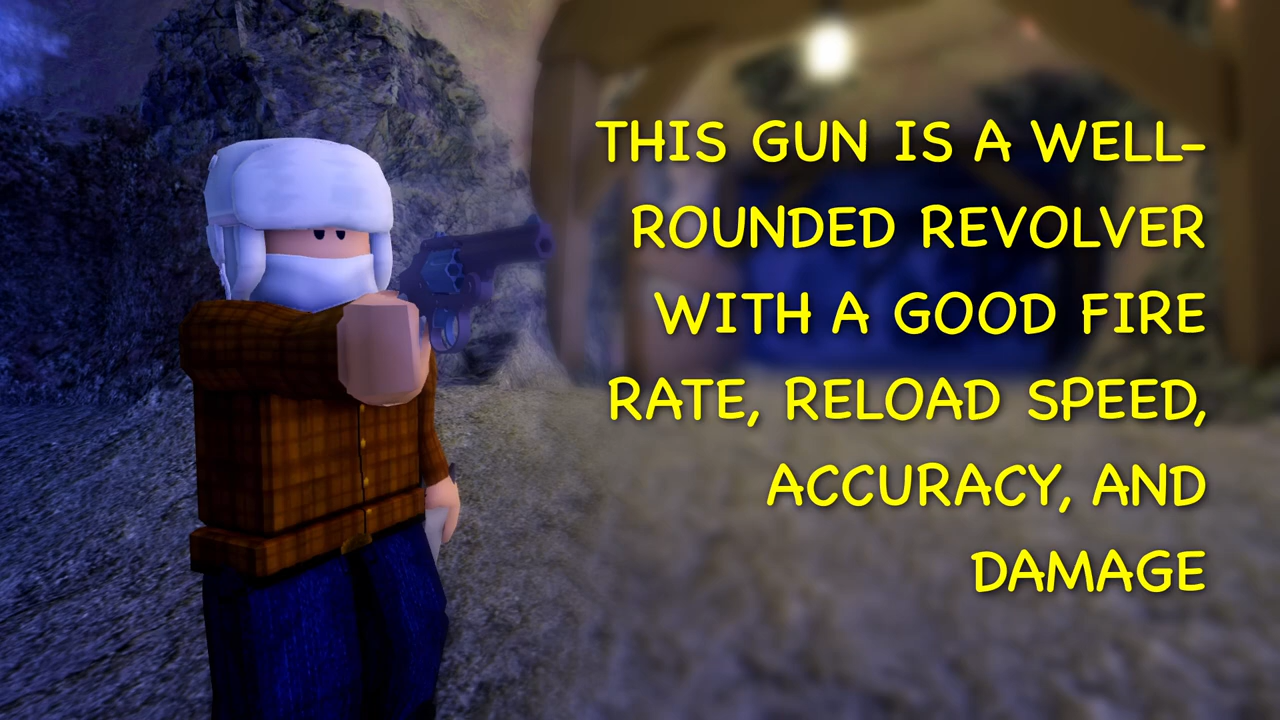 THIS GUN IS A WELL-
ROUNDED REVOLVER
WITH A GOOD FIRE
RATE, RELOAD SPEED,
ACCURACY, AND
DAMAGE